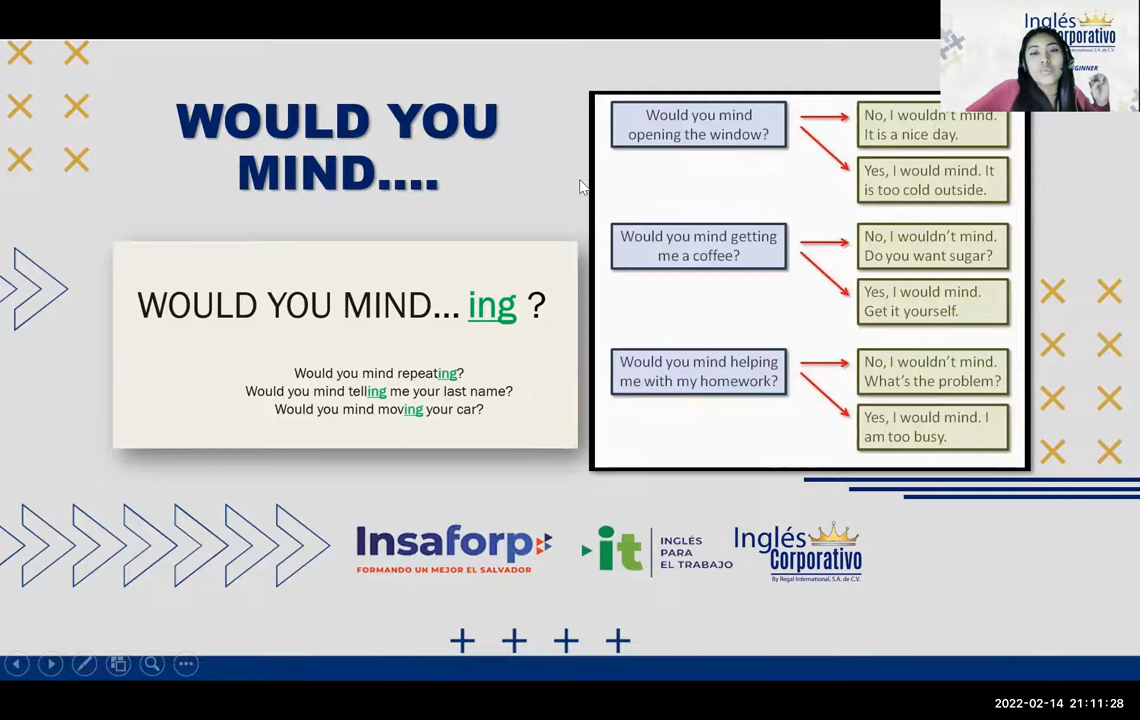 WOULD YOU
MIND....
WOULD YOU MIND... ing ?
Would you mind repeating?
Would you mind telling me your last name?
Would you mind moving your car?
Would you mind
opening the window?
No, I wouldn't mind.
It is a nice day.
Yes, I would mind. It
is too cold outside.
Would you mind getting
me a coffee?
No, I wouldn't mind.
Do you want sugar?
Yes, I would mind.
Get it yourself.
Would you mind helping
me with my homework?
No, I wouldn't mind.
What's the problem?
Yes, I would mind. I
am too busy.
Insaforp
FORMANDO UN MEJOR EL SALVADOR
it
INGLÉS
PARA
EL TRABAJO
Inglés
Corporativo
By Regal International, S.A. de C.V.
Inglés
orporativo
GINNER
2022-02-14 21:11:28